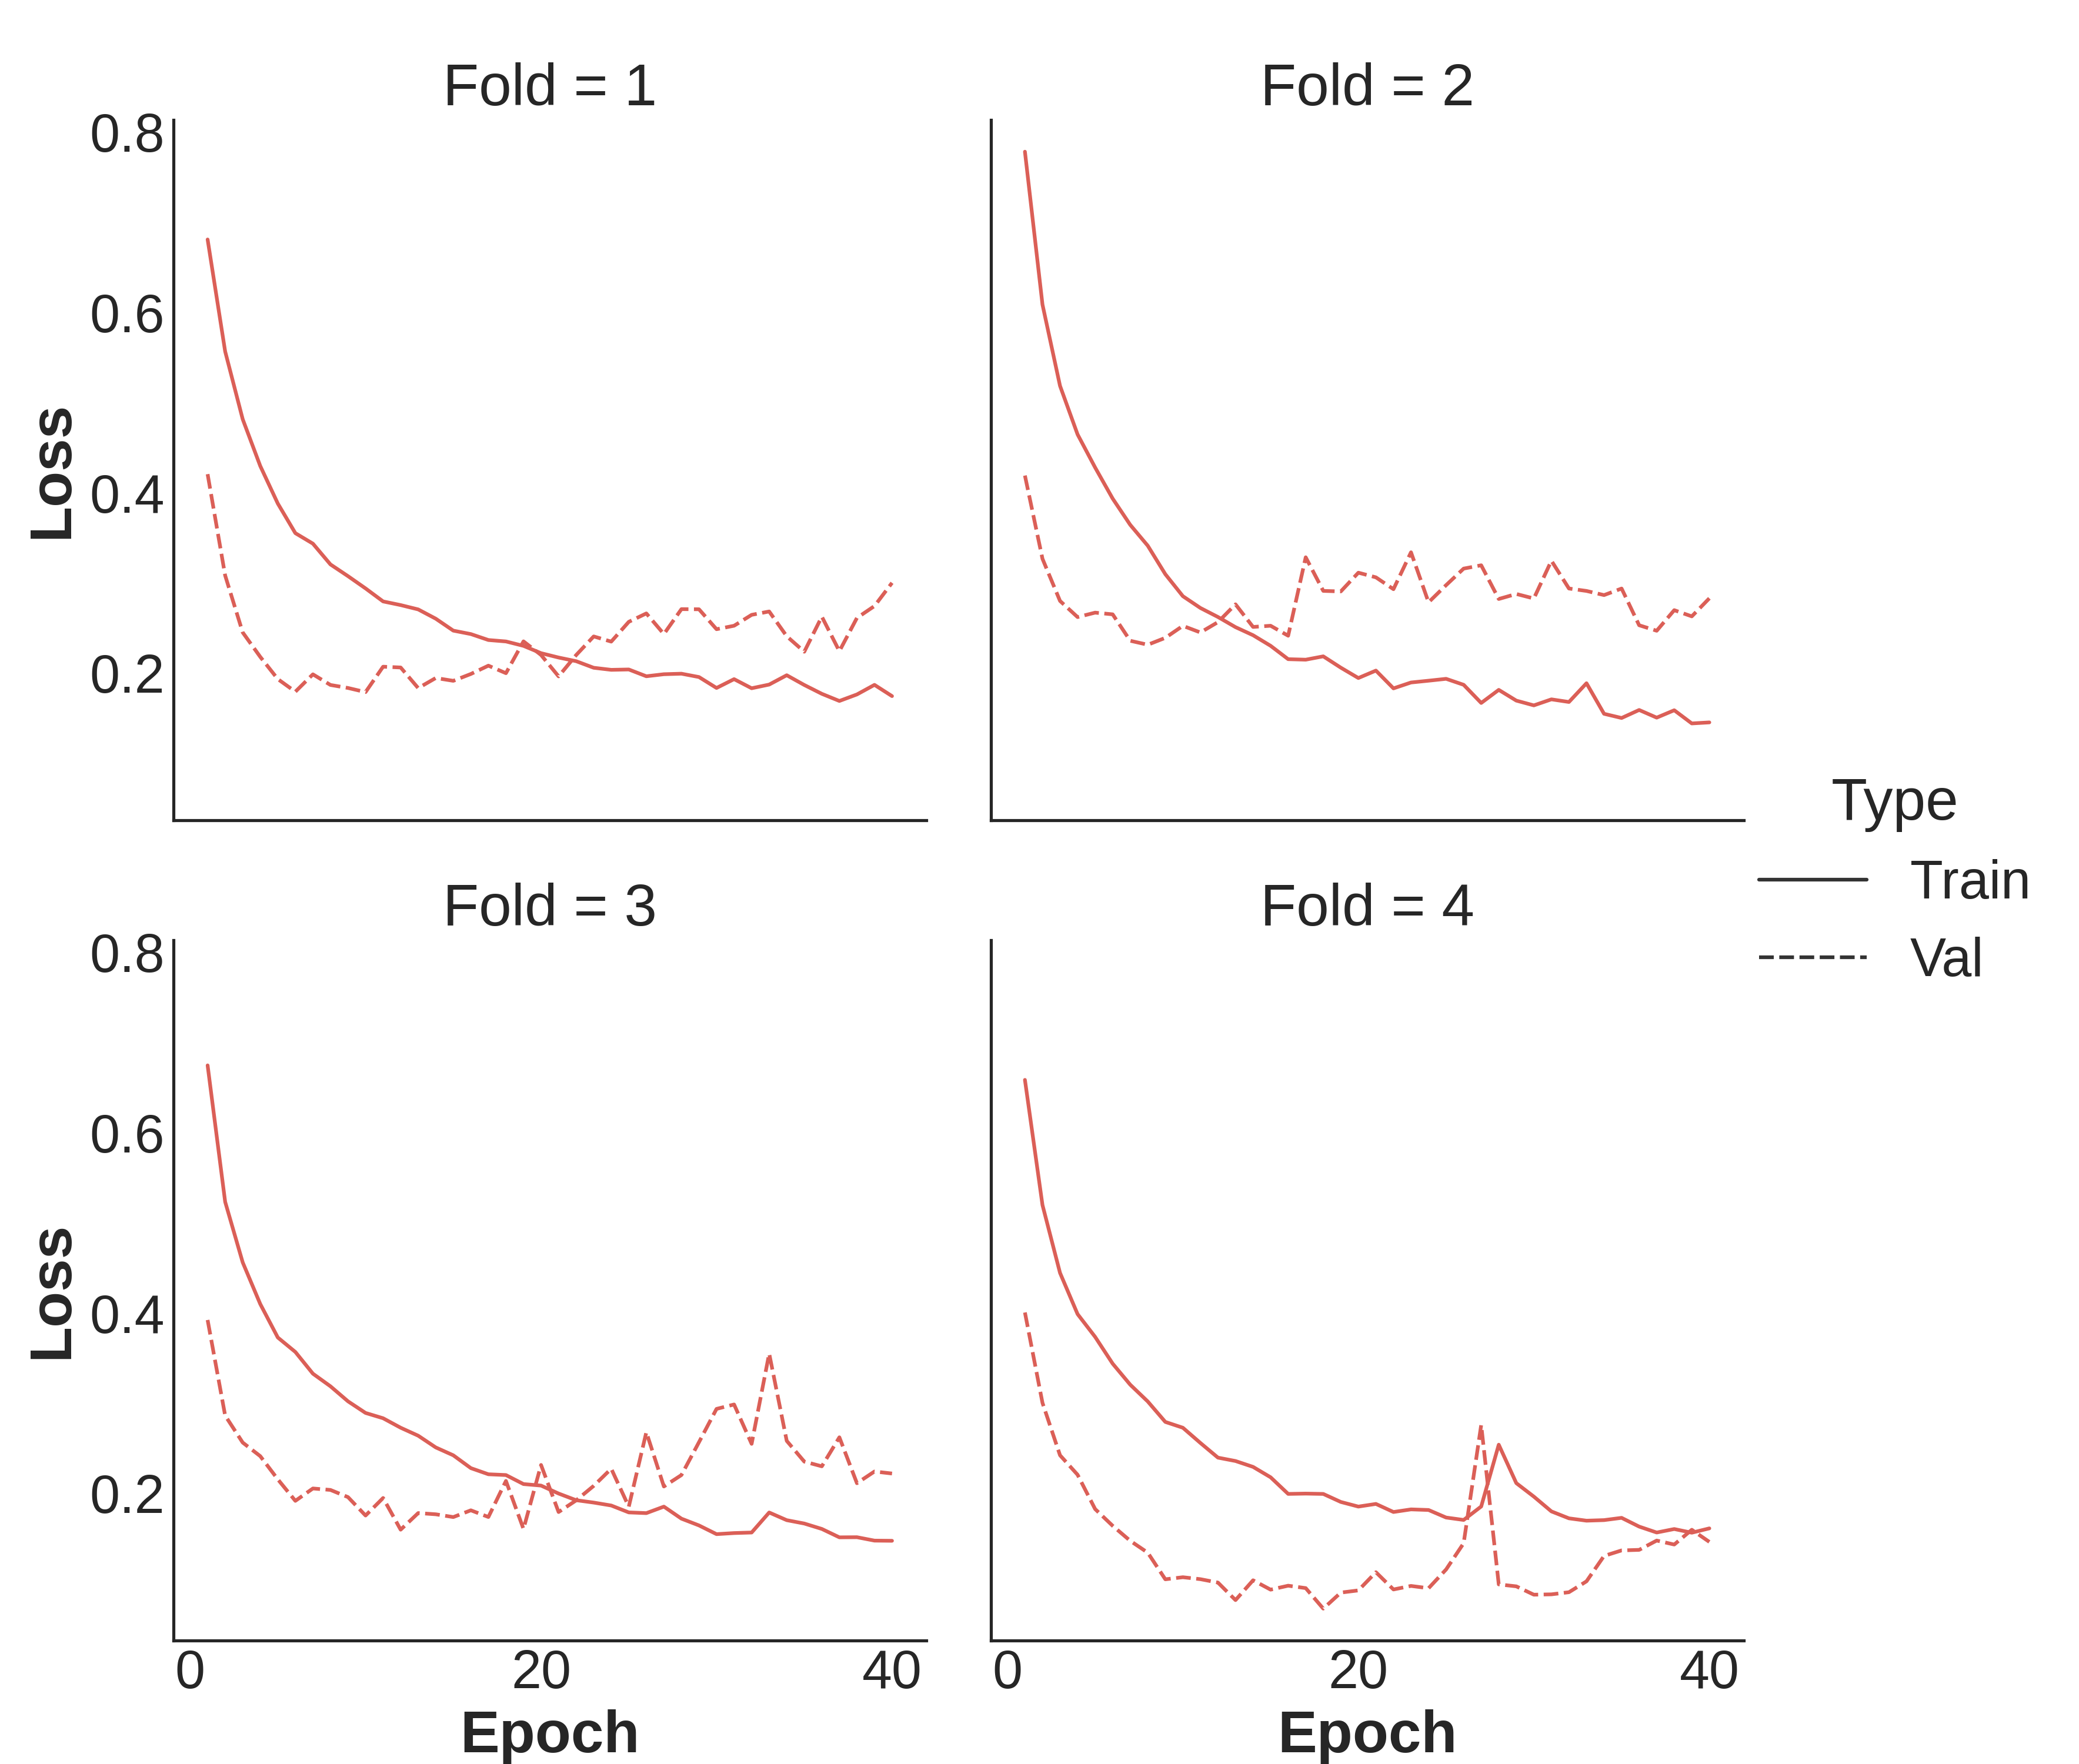 Fold = 1
Fold = 2
0.8
0.6
0.4
0.2
Loss
Type
Train
Val
Fold = 3
Fold = 4
0.8
0.6
0.4
0.2
Loss
0 20 40
0 20 40
Epoch
Epoch